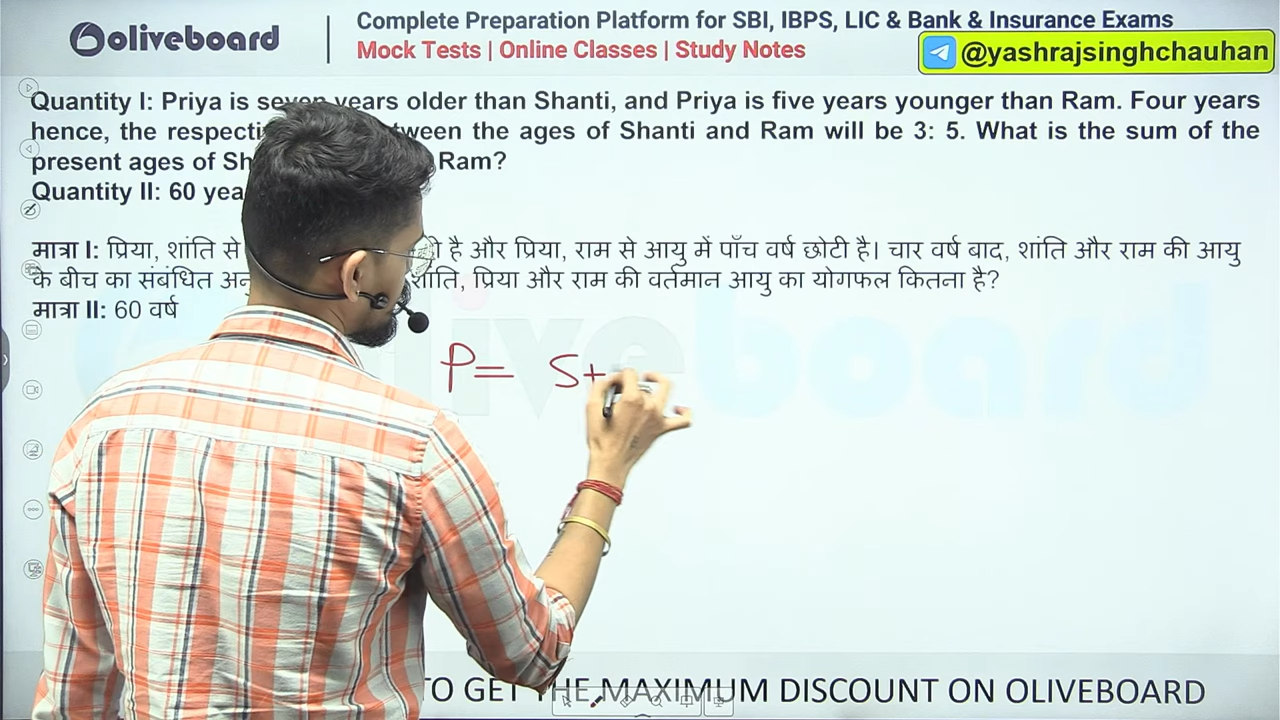 oliveboard
Complete Preparation Platform for SBI, IBPS, LIC & Bank & Insurance Exams
Mock Tests | Online Classes | Study Notes
@yashrajsinghchauhan
Quantity I: Priya is seven years older than Shanti, and Priya is five years younger than Ram. Four years
hence, the respecti tween the ages of Shanti and Ram will be 3: 5. What is the sum of the
present ages of Sh Ram?
Quantity II: 60 yea
मात्रा I: प्रिया, शांति से है और प्रिया, राम से आयु में पाँच वर्ष छोटी है। चार वर्ष बाद, शांति और राम की आयु
के बीच का संबंधित शांति, प्रिया और राम की वर्तमान आयु का योगफल कितना है?
मात्रा II: 60 वर्ष
P= S+
TO GET THE MAXIMUM DISCOUNT ON OLIVEBOARD